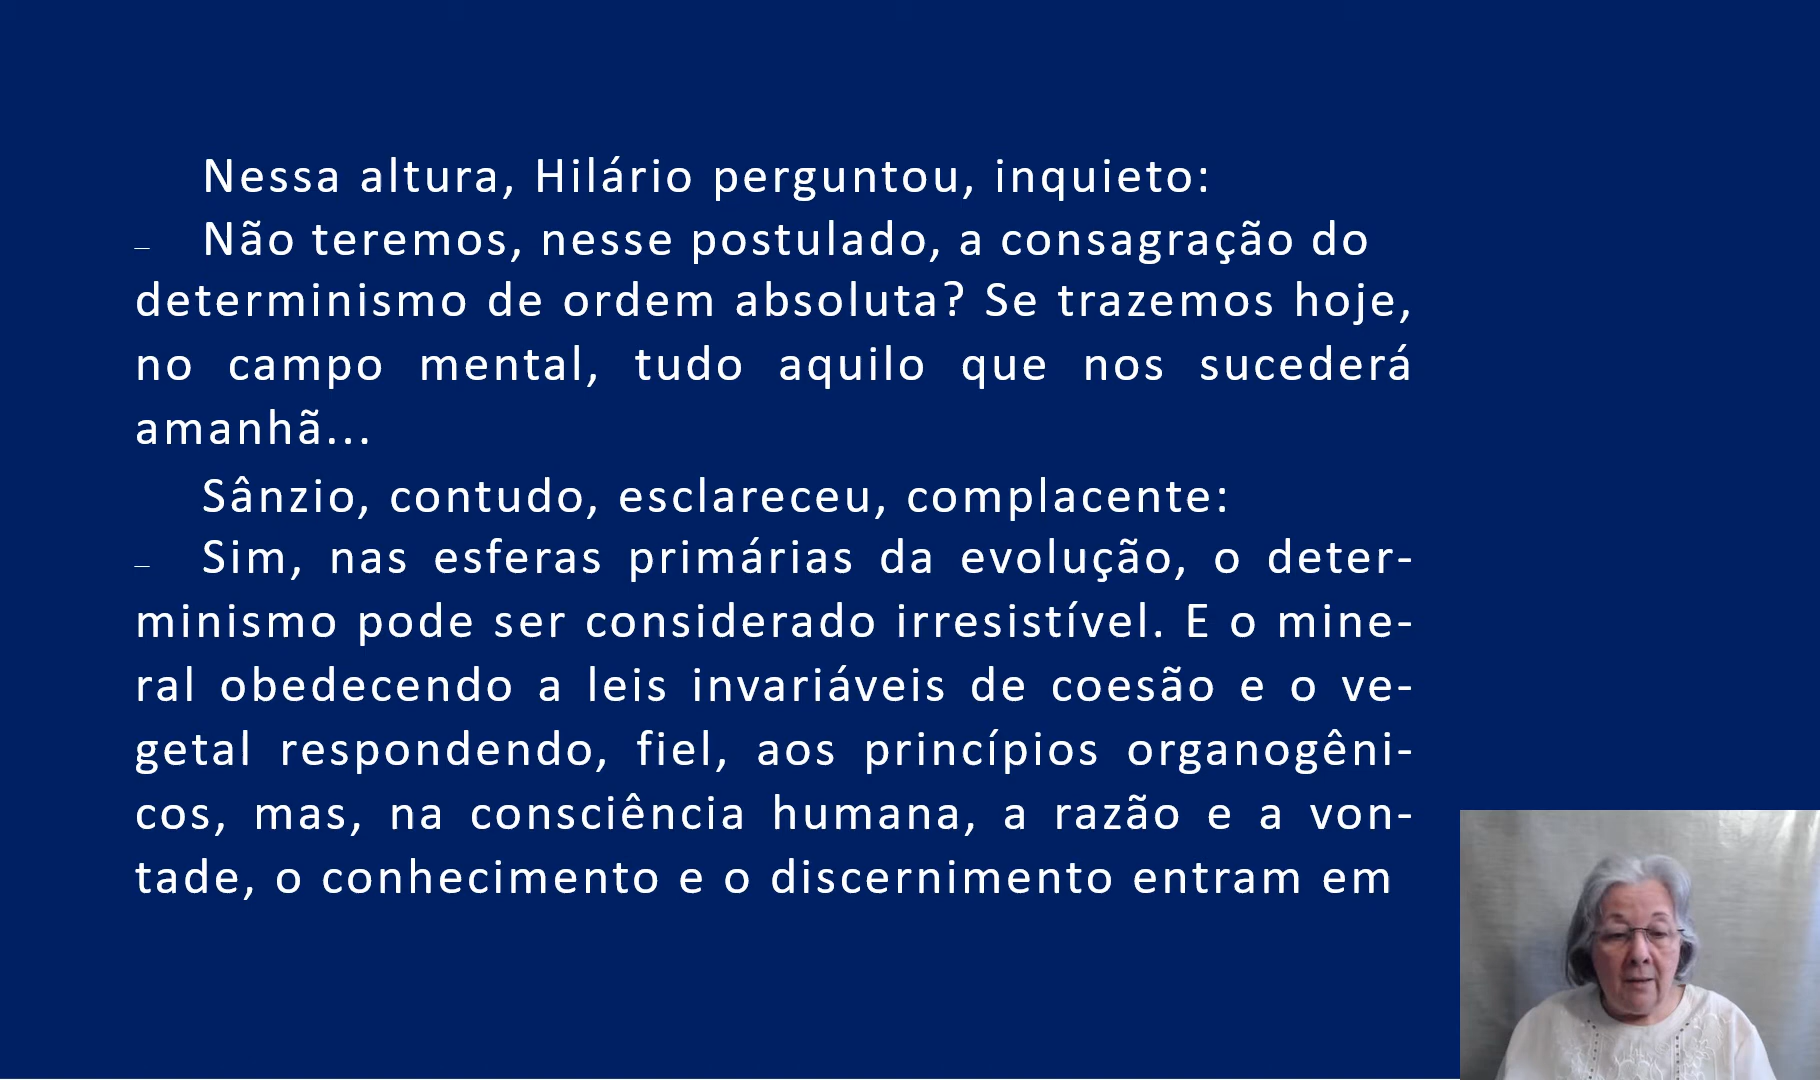 Nessa altura, Hilário perguntou, inquieto:
– Não teremos, nesse postulado, a consagração do
determinismo de ordem absoluta? Se trazemos hoje,
no campo mental, tudo aquilo que nos sucederá
amanhã...
Sânzio, contudo, esclareceu, complacente:
– Sim, nas esferas primárias da evolução, o deter-
minismo pode ser considerado irresistível. E o mine-
ral obedecendo a leis invariáveis de coesão e o ve-
getal respondendo, fiel, aos princípios organogêni-
cos, mas, na consciência humana, a razão e a von-
tade, o conhecimento e o discernimento entram em